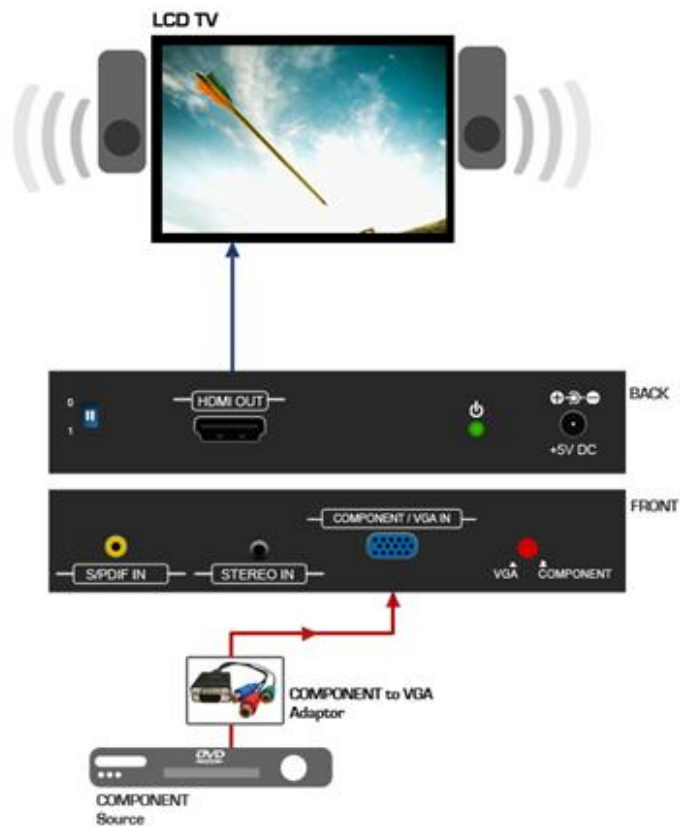 LCD TV
BACK
0
1
HDMI OUT
+5V DC
FRONT
COMPONENT / VGA IN
S/PDIF IN
STEREO IN
VGA COMPONENT
COMPONENT to VGA
Adaptor
DVD
COMPONENT
Source